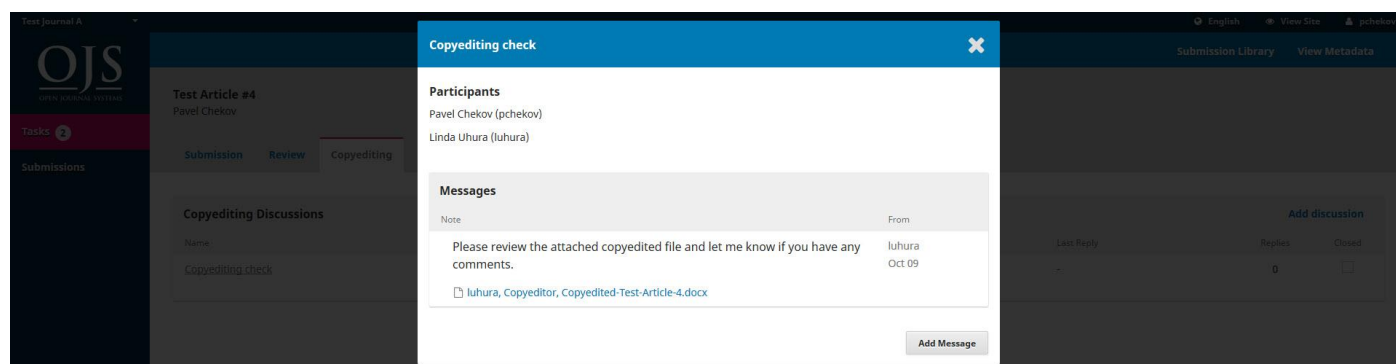 Test Journal A
English View Site pchekov
OJS
OPEN JOURNAL SYSTEMS
Submission Library View Metadata
Tasks 2
Submissions
Test Article #4
Pavel Chekov
Submission Review Copyediting
Copyediting Discussions
Add discussion
Name Last Reply Replies Closed
Copyediting check - 0
Copyediting check
Participants
Pavel Chekov (pchekov)
Linda Uhura (luhura)
Messages
Note From
Please review the attached copyedited file and let me know if you have any luhura
comments. Oct 09
luhura, Copyeditor, Copyedited-Test-Article-4.docx
Add Message